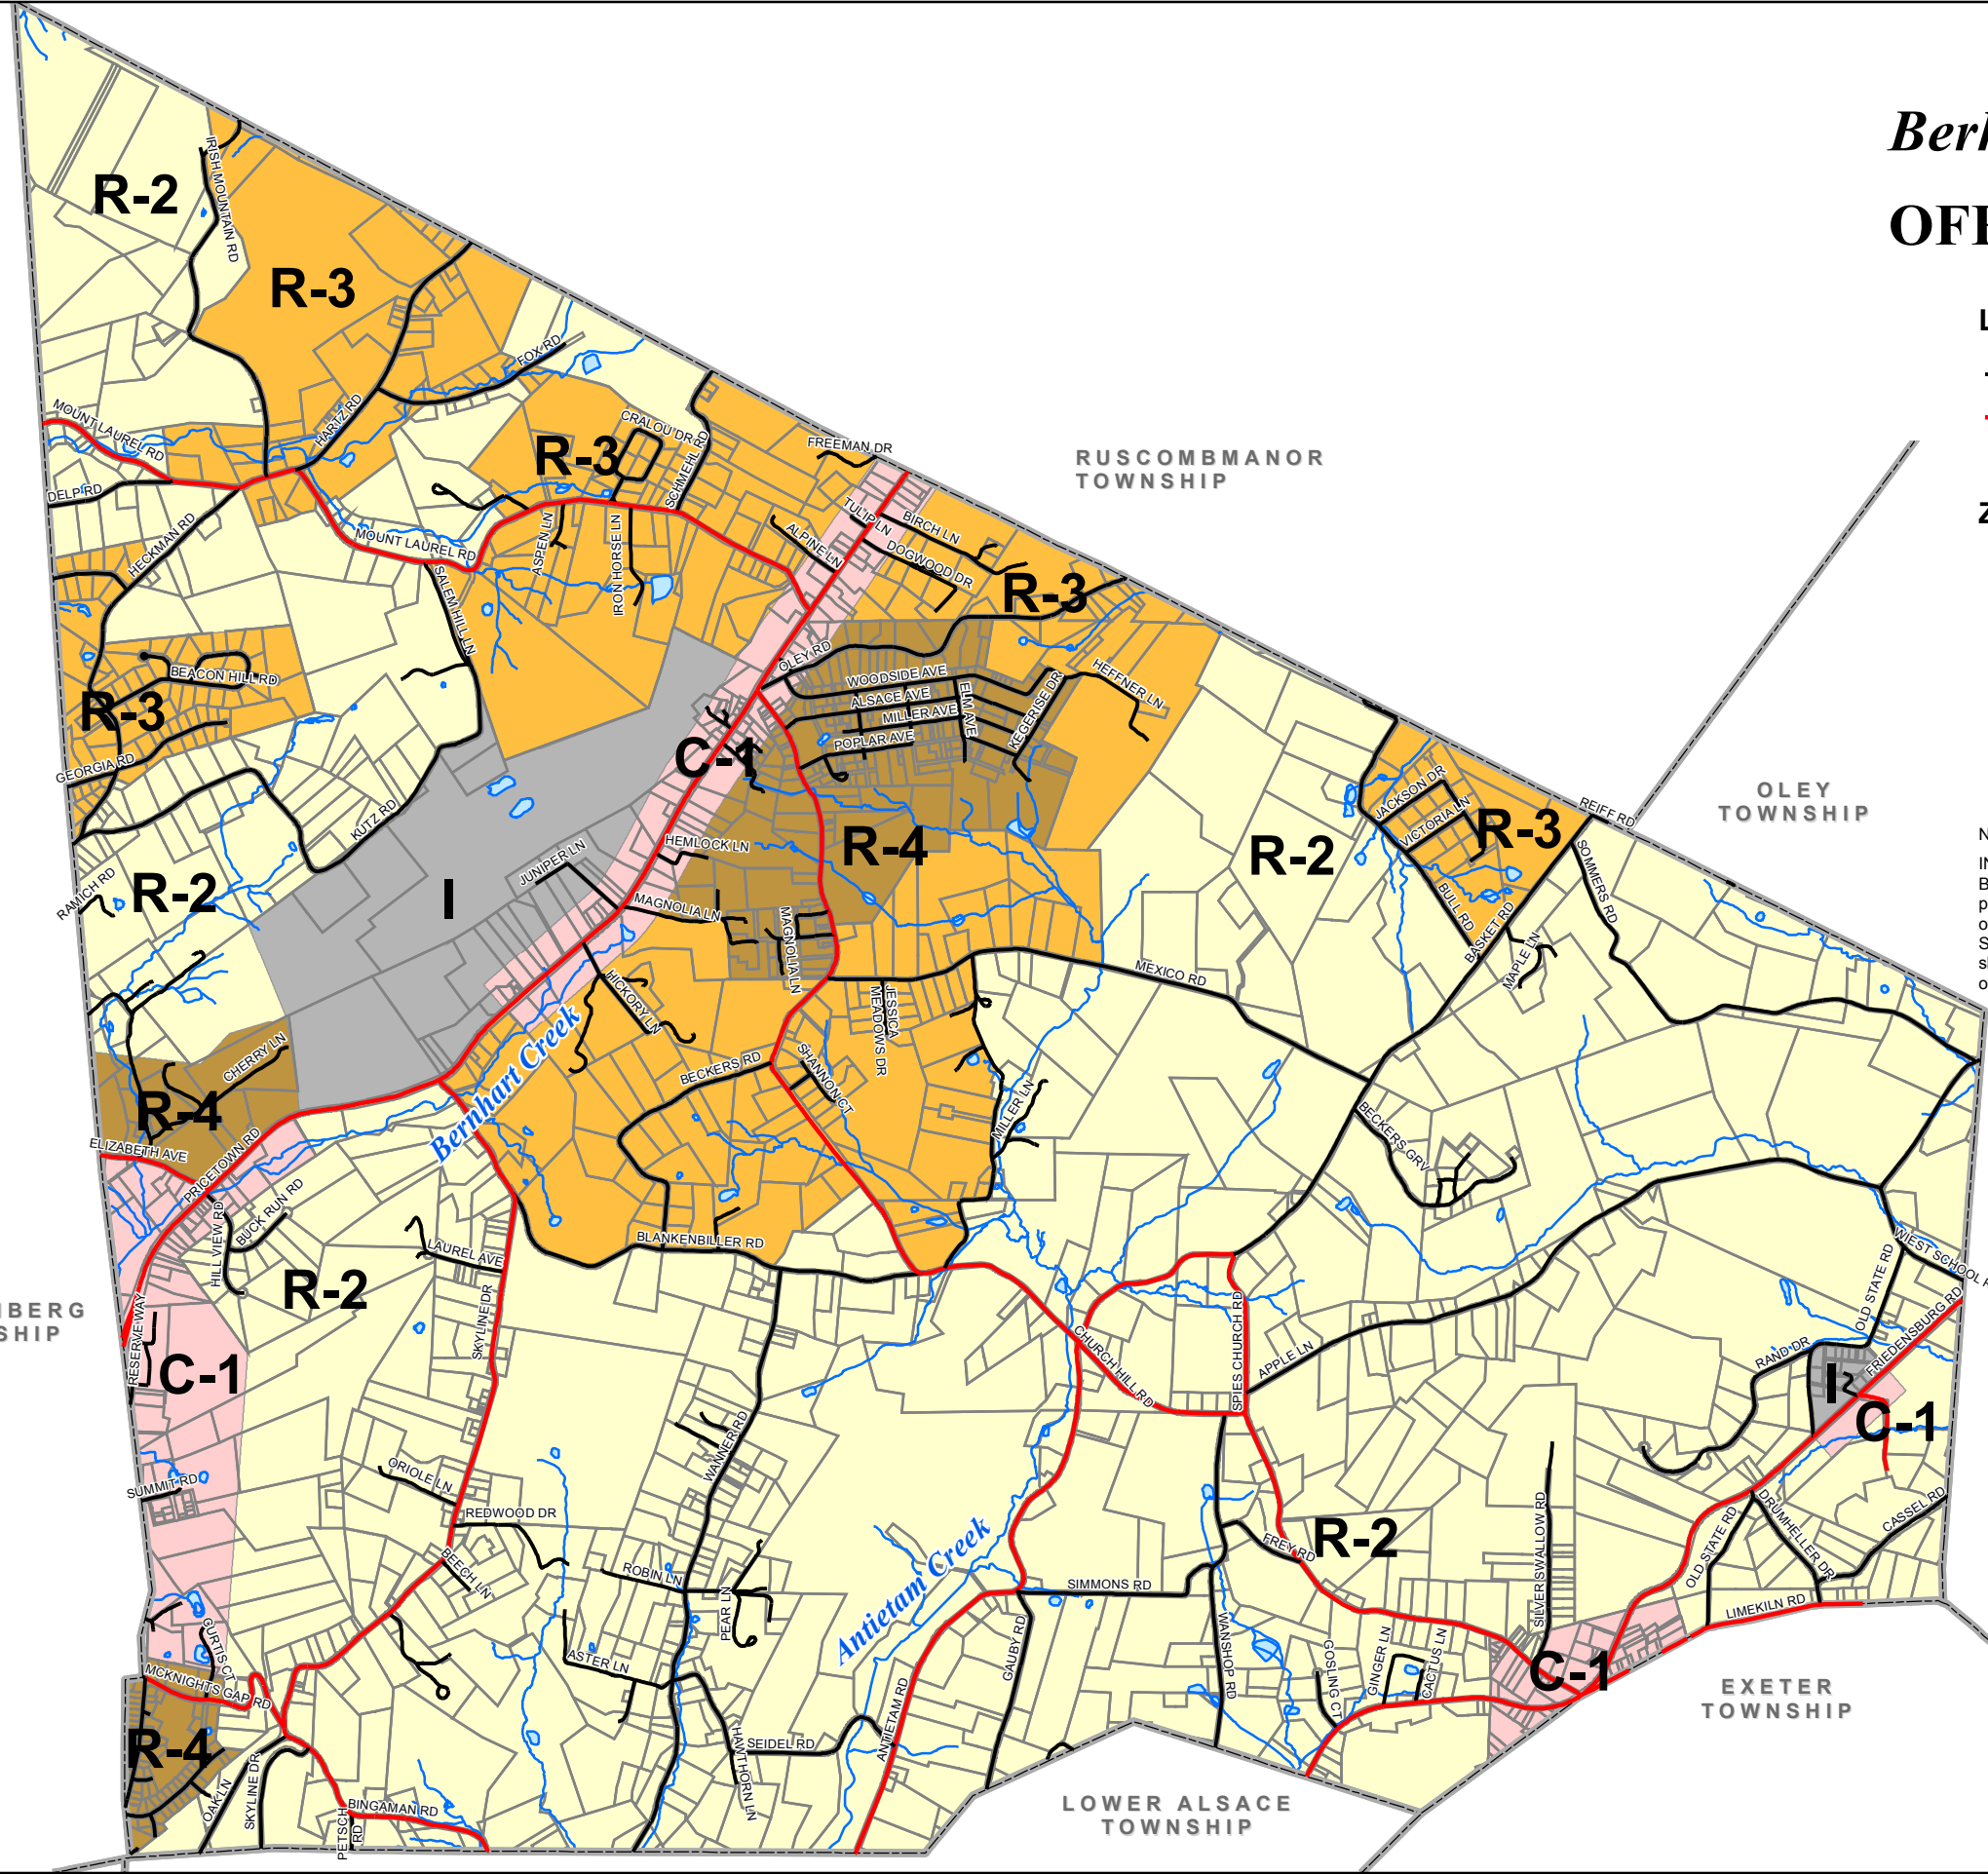 Berk
OFF
L
Z
N
IN
B
p
o
S
sh
o
RUSCOMBMANOR
TOWNSHIP
OLEY
TOWNSHIP
EXETER
TOWNSHIP
LOWER ALSACE
TOWNSHIP
NBERG
SHIP
R-2
IRISH MOUNTAIN RD
R-3
FOX RD
HARTZ RD
MOUNT LAUREL RD
DELP RD
HECKMAN RD
CRALOU DR
R-3
SCHMEHL RD
FREEMAN DR
TULIP LN
BIRCH LN
ALPINE LN
DOGWOOD DR
MOUNT LAUREL RD
ASPEN LN
IRON HORSE LN
R-3
SALEM HILL LN
OLEY RD
BEACON HILL RD
R-3
WOODSIDE AVE
ALSACE AVE
MILLER AVE
ELM AVE
POPLAR AVE
KEGERISE DR
HEFFNER LN
GEORGIA RD
C-1
KUTZ RD
JACKSON DR
VICTORIA LN
R-3
REIFF RD
SOMMERS RD
HEMLOCK LN
R-4
R-2
JUNIPER LN
RAMICH RD
R-2
I
MAGNOLIA LN
MAGNOLIA LN
BULL RD
BASKET RD
MAPLE LN
MEXICO RD
HICKORY LN
JESSICA
MEADOWS DR
CHERRY LN
Bernhart Creek
BECKERS RD
SHANNON CT
R-4
MILLER LN
BECKERS GRV
ELIZABETH AVE
PRICETOWN RD
HILL VIEW RD
BUCK RUN RD
LAUREL AVE
BLANKENBILLER RD
R-2
SKYLINE DR
RESERVE WAY
C-1
WIEST SCHOOL R
OLD STATE RD
FRIEDENSBURG RD
RAND DR
CHURCH HILL RD
SPIES CHURCH RD
APPLE LN
I
C-1
WANNER RD
SUMMIT RD
ORIOLE LN
REDWOOD DR
BEECH LN
ROBIN LN
PEAR LN
Antietam Creek
SIMMONS RD
FREY RD
R-2
SILVER SWALLOW RD
OLD STATE RD
DRUMHELLER DR
CASSEL RD
LIMEKILN RD
CURTIS CT
MCKNIGHTS GAP RD
ASTER LN
GAUBY RD
WANSHOP RD
GOSLING CT
GINGER LN
CACTUS LN
C-1
R-4
OAK LN
SKYLINE DR
HAWTHORN LN
SEIDEL RD
ANTIETAM RD
PETSCH
RD
BINGAMAN RD